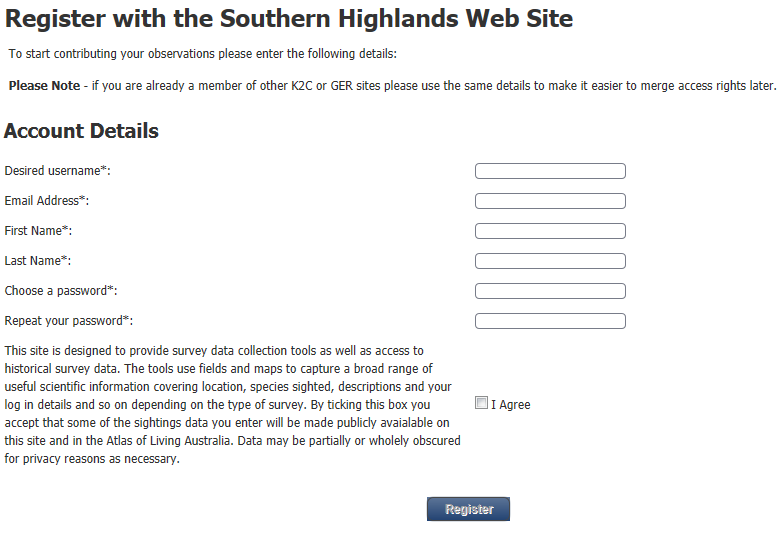 Register with the Southern Highlands Web Site
To start contributing your observations please enter the following details:
Please Note - if you are already a member of other K2C or GER sites please use the same details to make it easier to merge access rights later.
Account Details
Desired username*:
Email Address*:
First Name*:
Last Name*:
Choose a password*:
Repeat your password*:
This site is designed to provide survey data collection tools as well as access to
historical survey data. The tools use fields and maps to capture a broad range of
useful scientific information covering location, species sighted, descriptions and your
log in details and so on depending on the type of survey. By ticking this box you
accept that some of the sightings data you enter will be made publicly avaialable on
this site and in the Atlas of Living Australia. Data may be partially or wholely obscured
for privacy reasons as necessary.
I Agree
Register